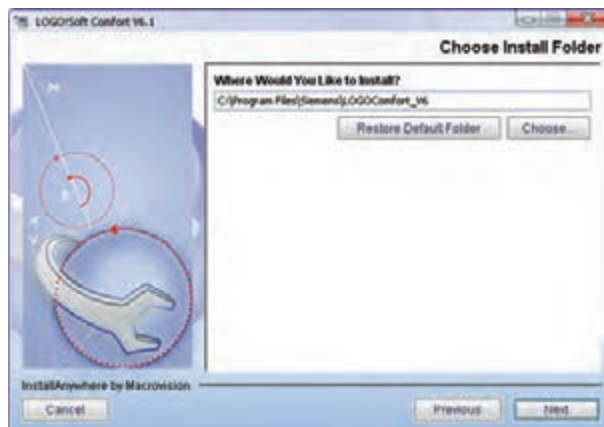 LOGO!Soft Comfort V6.1
Choose Install Folder
Where Would You Like to Install?
C:\Program Files\Siemens\LOGOComfort_V6
Restore Default Folder
Choose...
InstallAnywhere by Macrovision
Cancel
Previous
Next